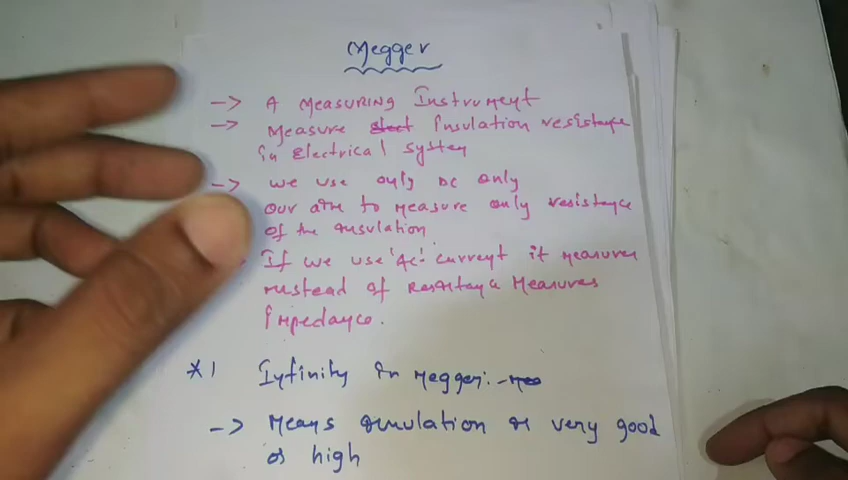 Megger
-> A Measuring Instrument
-> Measure Insulation resistance
in Electrical system
-> We use only DC only
our aim to Measure only resistance
of the insulation
If we use 'AC' current it measures
instead of Resistance Measures
Impedance.
*1 Infinity in Megger:-
-> Means insulation is very good
or high